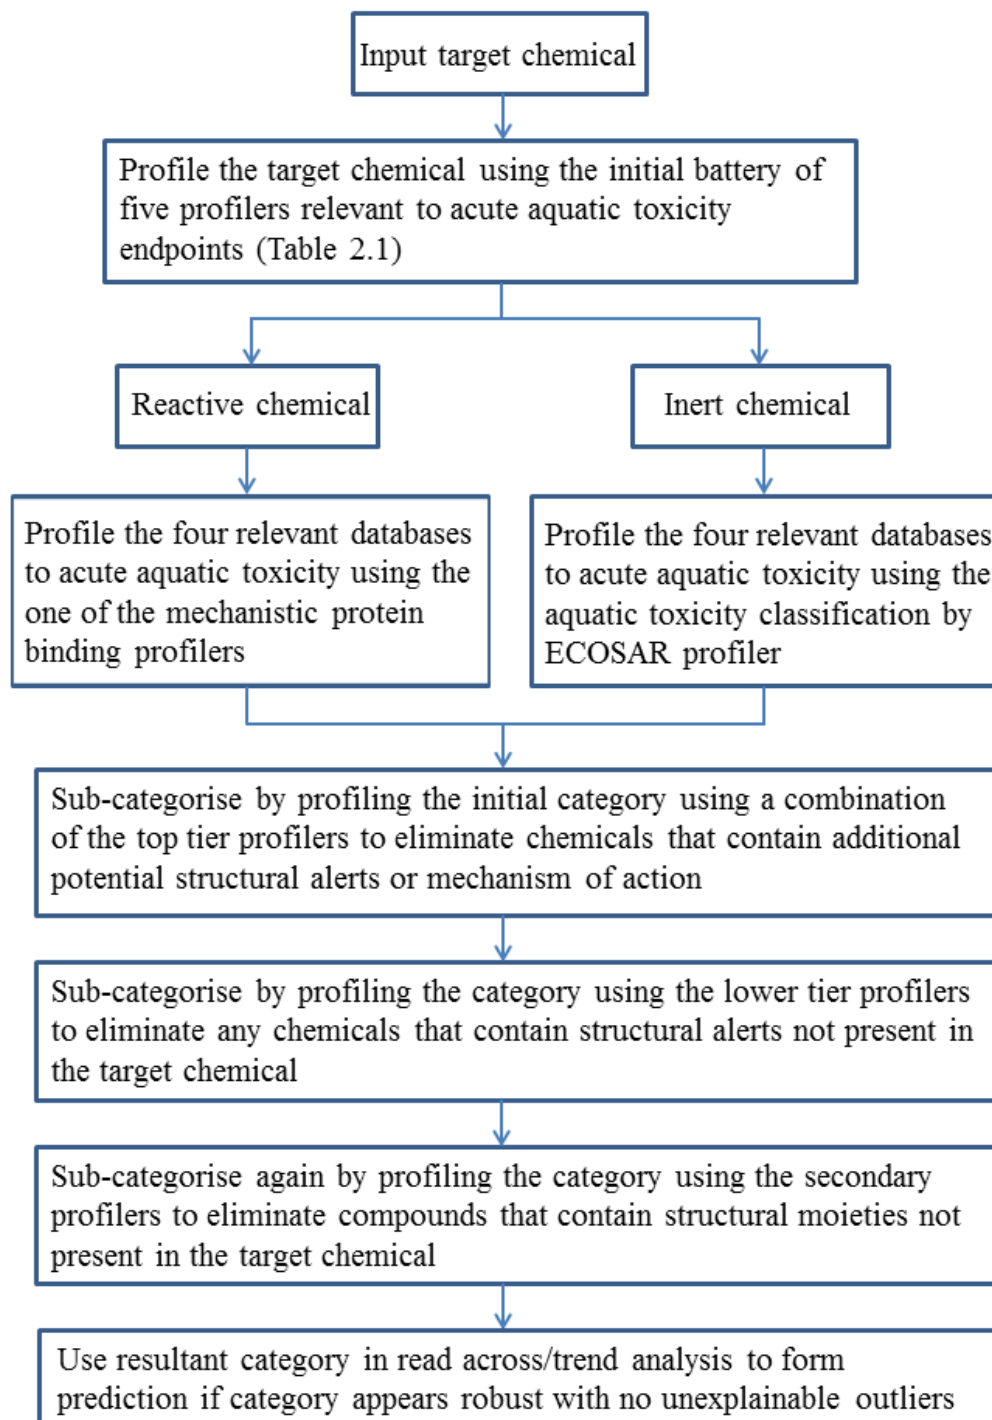 Input target chemical
Profile the target chemical using the initial battery of
five profilers relevant to acute aquatic toxicity
endpoints (Table 2.1)
Reactive chemical
Inert chemical
Profile the four relevant databases
to acute aquatic toxicity using the
one of the mechanistic protein
binding profilers
Profile the four relevant databases
to acute aquatic toxicity using the
aquatic toxicity classification by
ECOSAR profiler
Sub-categorise by profiling the initial category using a combination
of the top tier profilers to eliminate chemicals that contain additional
potential structural alerts or mechanism of action
Sub-categorise by profiling the category using the lower tier profilers
to eliminate any chemicals that contain structural alerts not present in
the target chemical
Sub-categorise again by profiling the category using the secondary
profilers to eliminate compounds that contain structural moieties not
present in the target chemical
Use resultant category in read across/trend analysis to form
prediction if category appears robust with no unexplainable outliers